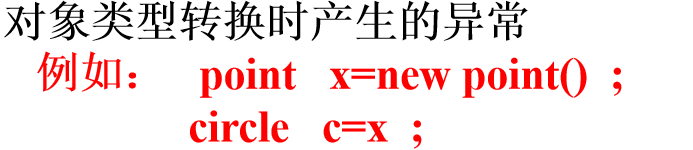 对象类型转换时产生的异常
例如： point x=new point() ;
circle c=x ;